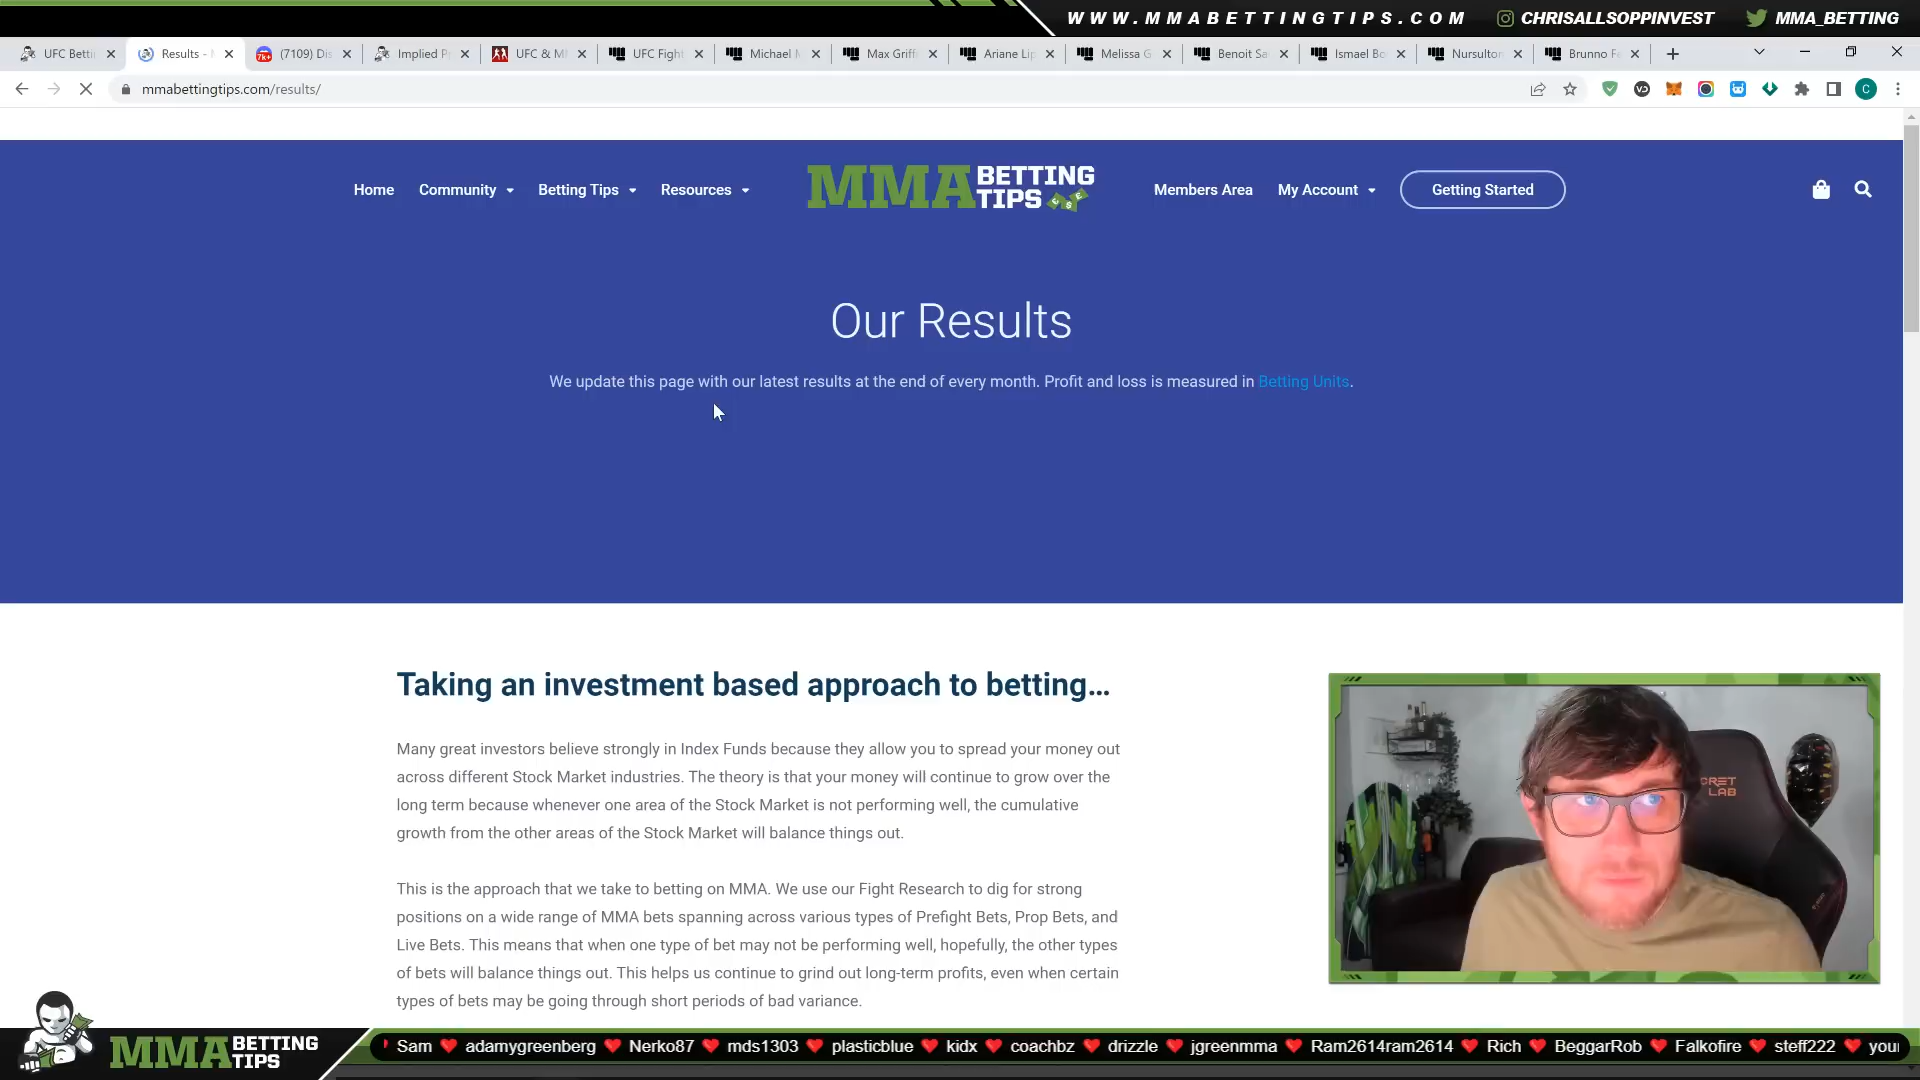 WWW.MMABETTINGTIPS.COM CHRISALLSOPPINVEST MMA_BETTING
UFC Betti Results - (7109) Dis Implied P UFC & M UFC Figh Michael Max Griff Ariane Lip Melissa G Benoit Sa Ismael Bo Nursulton Brunno Fe
mmabettingtips.com/results/
Home Community Betting Tips Resources MMA BETTING TIPS Members Area My Account Getting Started
Our Results
We update this page with our latest results at the end of every month. Profit and loss is measured in Betting Units.
Taking an investment based approach to betting...
Many great investors believe strongly in Index Funds because they allow you to spread your money out
across different Stock Market industries. The theory is that your money will continue to grow over the
long term because whenever one area of the Stock Market is not performing well, the cumulative
growth from the other areas of the Stock Market will balance things out.
This is the approach that we take to betting on MMA. We use our Fight Research to dig for strong
positions on a wide range of MMA bets spanning across various types of Prefight Bets, Prop Bets, and
Live Bets. This means that when one type of bet may not be performing well, hopefully, the other types
of bets will balance things out. This helps us continue to grind out long-term profits, even when certain
types of bets may be going through short periods of bad variance.
MMA BETTING TIPS
Sam adamygreenberg Nerko87 mds1303 plasticblue kidx coachbz drizzle jgreenmma Ram2614ram2614 Rich BeggarRob Falkofire steff222 your